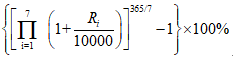 {[∏_{i=1}^{7} (1+R_i/10000)]^{365/7} −1}×100%